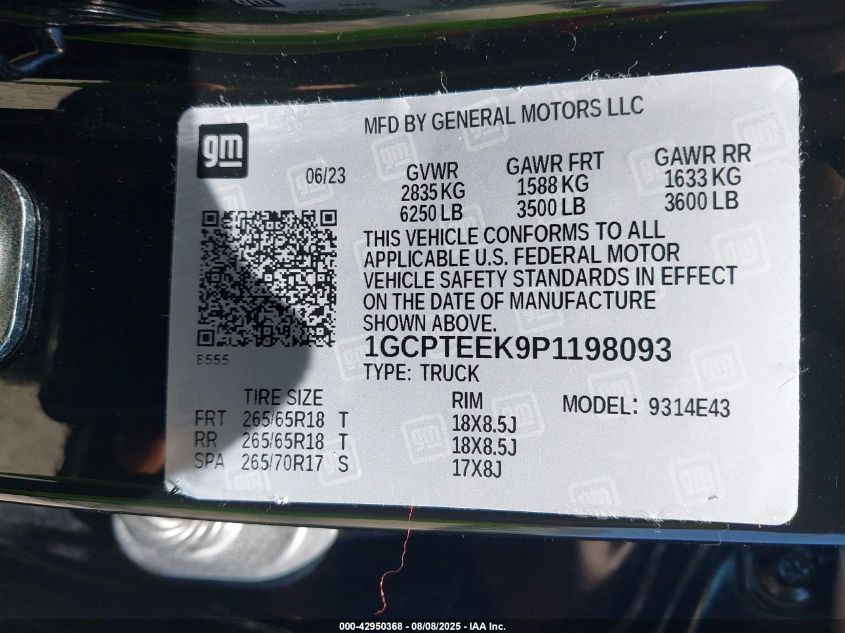 MFD BY GENERAL MOTORS LLC
gm
06/23
GVWR GAWR FRT GAWR RR
2835 KG 1588 KG 1633 KG
6250 LB 3500 LB 3600 LB
THIS VEHICLE CONFORMS TO ALL
APPLICABLE U.S. FEDERAL MOTOR
VEHICLE SAFETY STANDARDS IN EFFECT
ON THE DATE OF MANUFACTURE
SHOWN ABOVE.
8555
1GCPTEEK9P1198093
TYPE: TRUCK
TIRE SIZE RIM MODEL: 9314E43
FRT 265/65R18 T 18X8.5J
RR 265/65R18 T 18X8.5J
SPA 265/70R17 S 17X8J
000-42950368 - 08/08/2025 - IAA Inc.